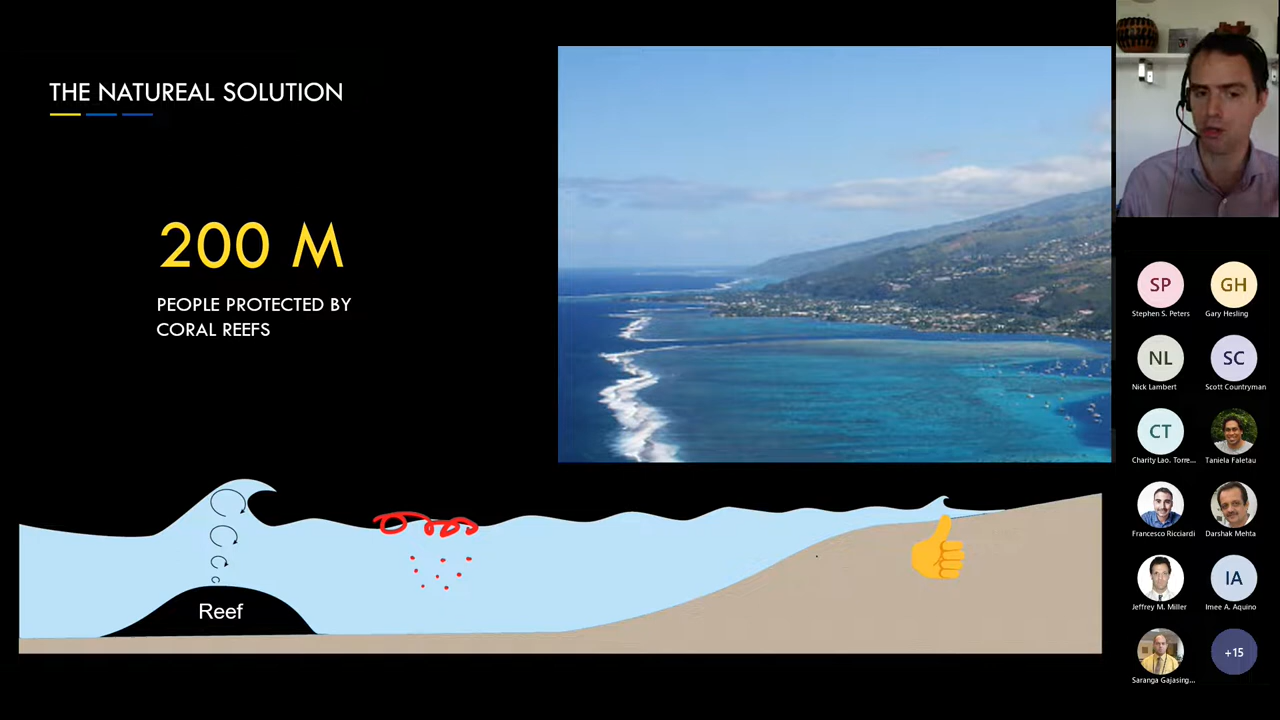 THE NATUREAL SOLUTION
200 M
PEOPLE PROTECTED BY
CORAL REEFS
Reef
SP
GH
Stephen S. Peters
Gary Hesling
NL
SC
Nick Lambert
Scott Countryman
CT
Charity Lao. Torre...
Taniela Faletau
Francesco Ricciardi
Darshak Mehta
IA
Jeffrey M. Miller
Imee A. Aquino
+15
Saranga Gajasing...